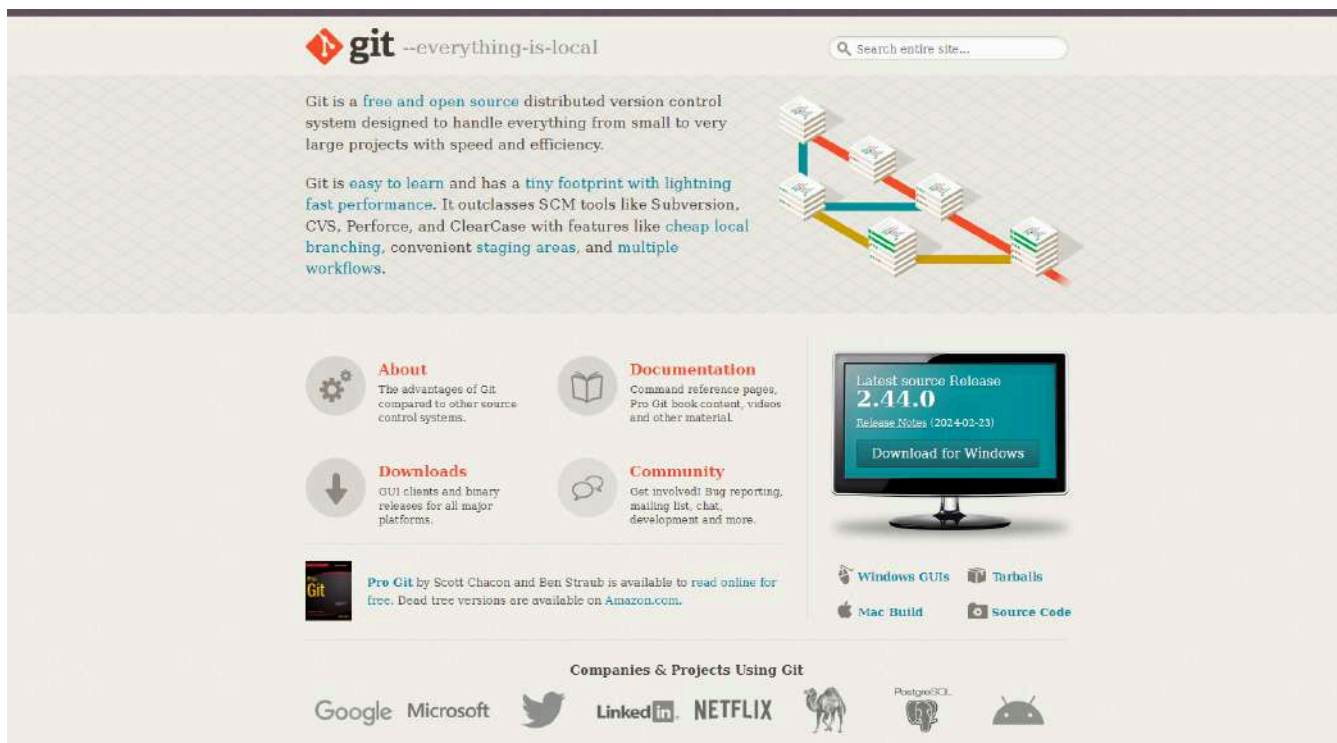 git --everything-is-local
Search entire site...
Git is a free and open source distributed version control
system designed to handle everything from small to very
large projects with speed and efficiency.
Git is easy to learn and has a tiny footprint with lightning
fast performance. It outclasses SCM tools like Subversion,
CVS, Perforce, and ClearCase with features like cheap local
branching, convenient staging areas, and multiple
workflows.
About
The advantages of Git
compared to other source
control systems.
Documentation
Command reference pages,
Pro Git book content, videos
and other material.
Downloads
GUI clients and binary
releases for all major
platforms.
Community
Get involved! Bug reporting,
mailing list, chat,
development and more.
Latest source Release
2.44.0
Release Notes (2024-02-23)
Download for Windows
Pro
Git
Pro Git by Scott Chacon and Ben Straub is available to read online for
free. Dead tree versions are available on Amazon.com.
Windows GUIs
Tarballs
Mac Build
Source Code
Companies & Projects Using Git
Google Microsoft LinkedIn NETFLIX PostgreSQL